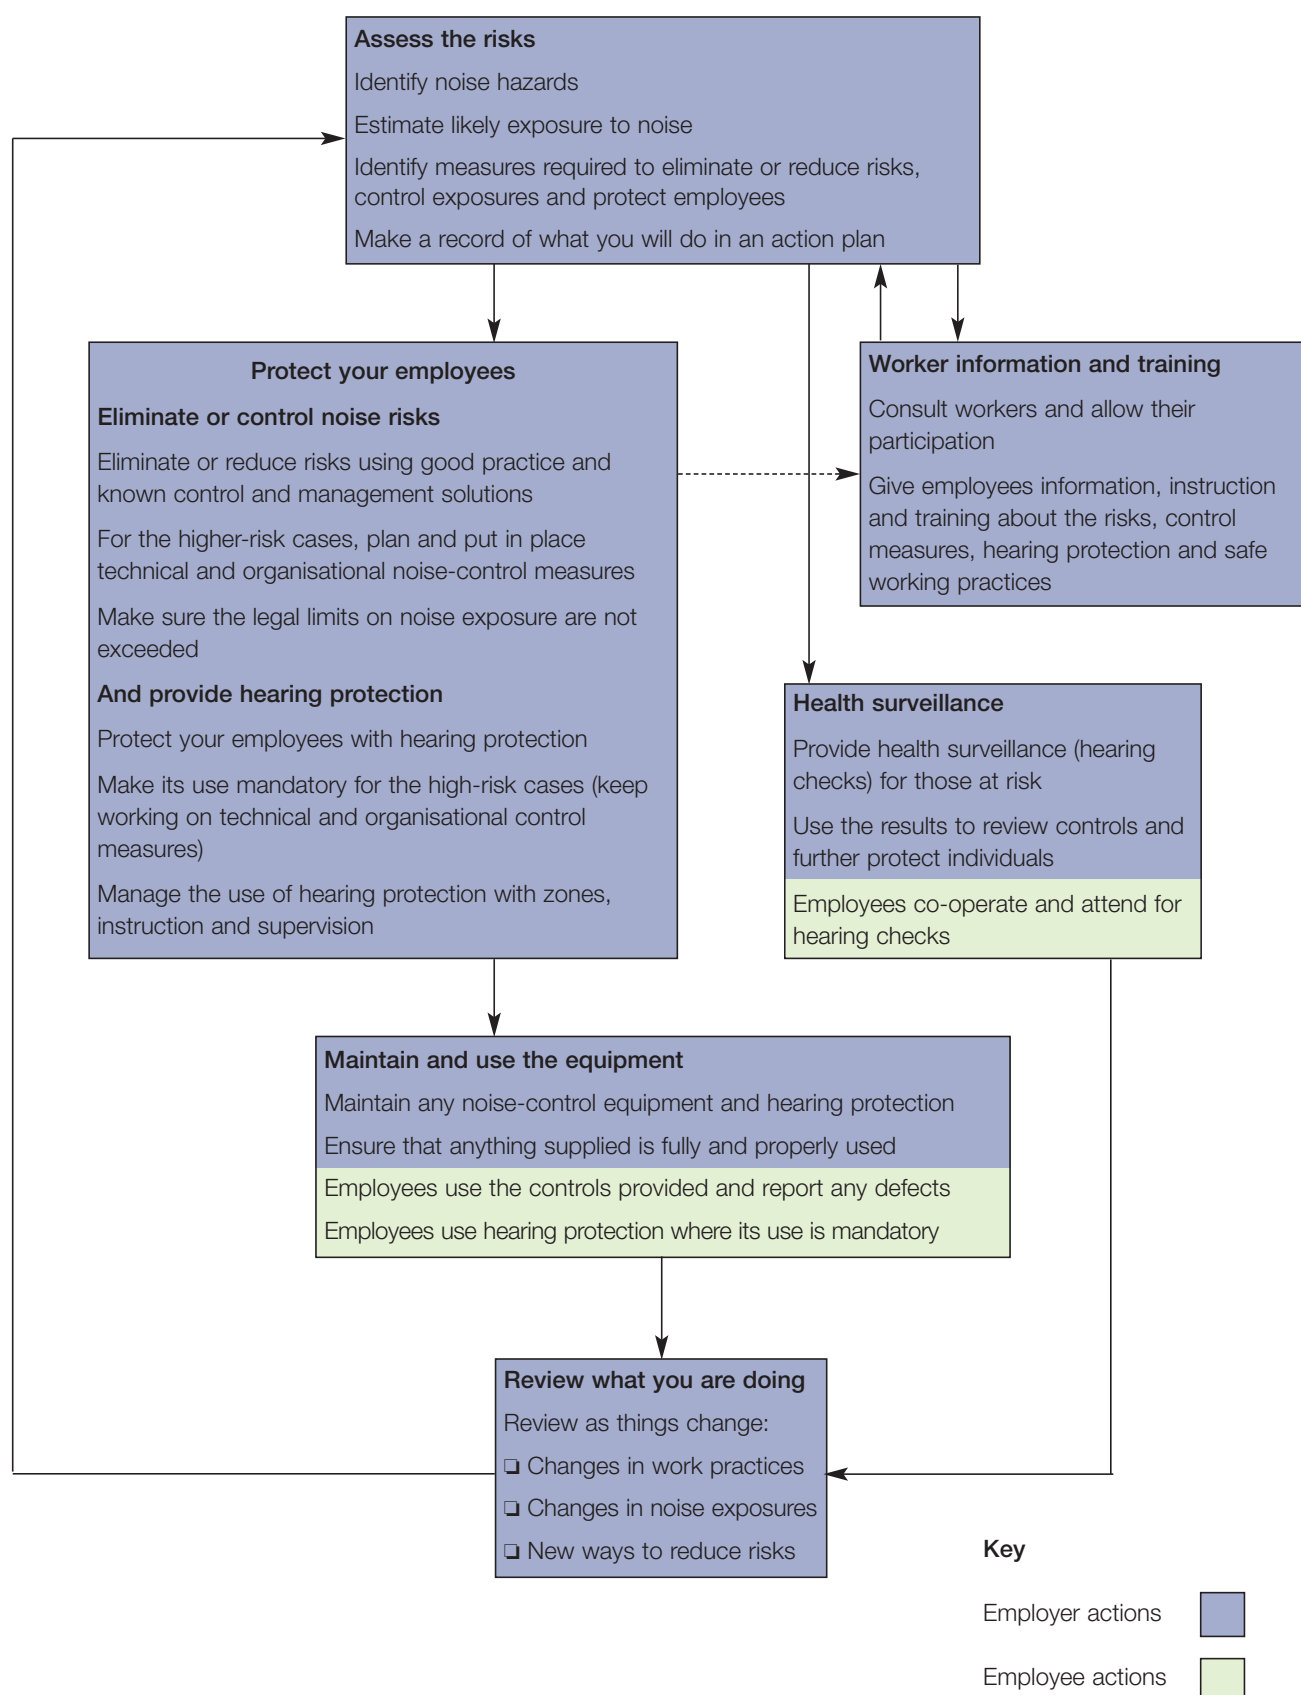 Assess the risks
Identify noise hazards
Estimate likely exposure to noise
Identify measures required to eliminate or reduce risks,
control exposures and protect employees
Make a record of what you will do in an action plan
Protect your employees
Eliminate or control noise risks
Eliminate or reduce risks using good practice and
known control and management solutions
For the higher-risk cases, plan and put in place
technical and organisational noise-control measures
Make sure the legal limits on noise exposure are not
exceeded
And provide hearing protection
Protect your employees with hearing protection
Make its use mandatory for the high-risk cases (keep
working on technical and organisational control
measures)
Manage the use of hearing protection with zones,
instruction and supervision
Worker information and training
Consult workers and allow their
participation
Give employees information, instruction
and training about the risks, control
measures, hearing protection and safe
working practices
Health surveillance
Provide health surveillance (hearing
checks) for those at risk
Use the results to review controls and
further protect individuals
Employees co-operate and attend for
hearing checks
Maintain and use the equipment
Maintain any noise-control equipment and hearing protection
Ensure that anything supplied is fully and properly used
Employees use the controls provided and report any defects
Employees use hearing protection where its use is mandatory
Review what you are doing
Review as things change:
❏ Changes in work practices
❏ Changes in noise exposures
❏ New ways to reduce risks
Key
Employer actions
Employee actions